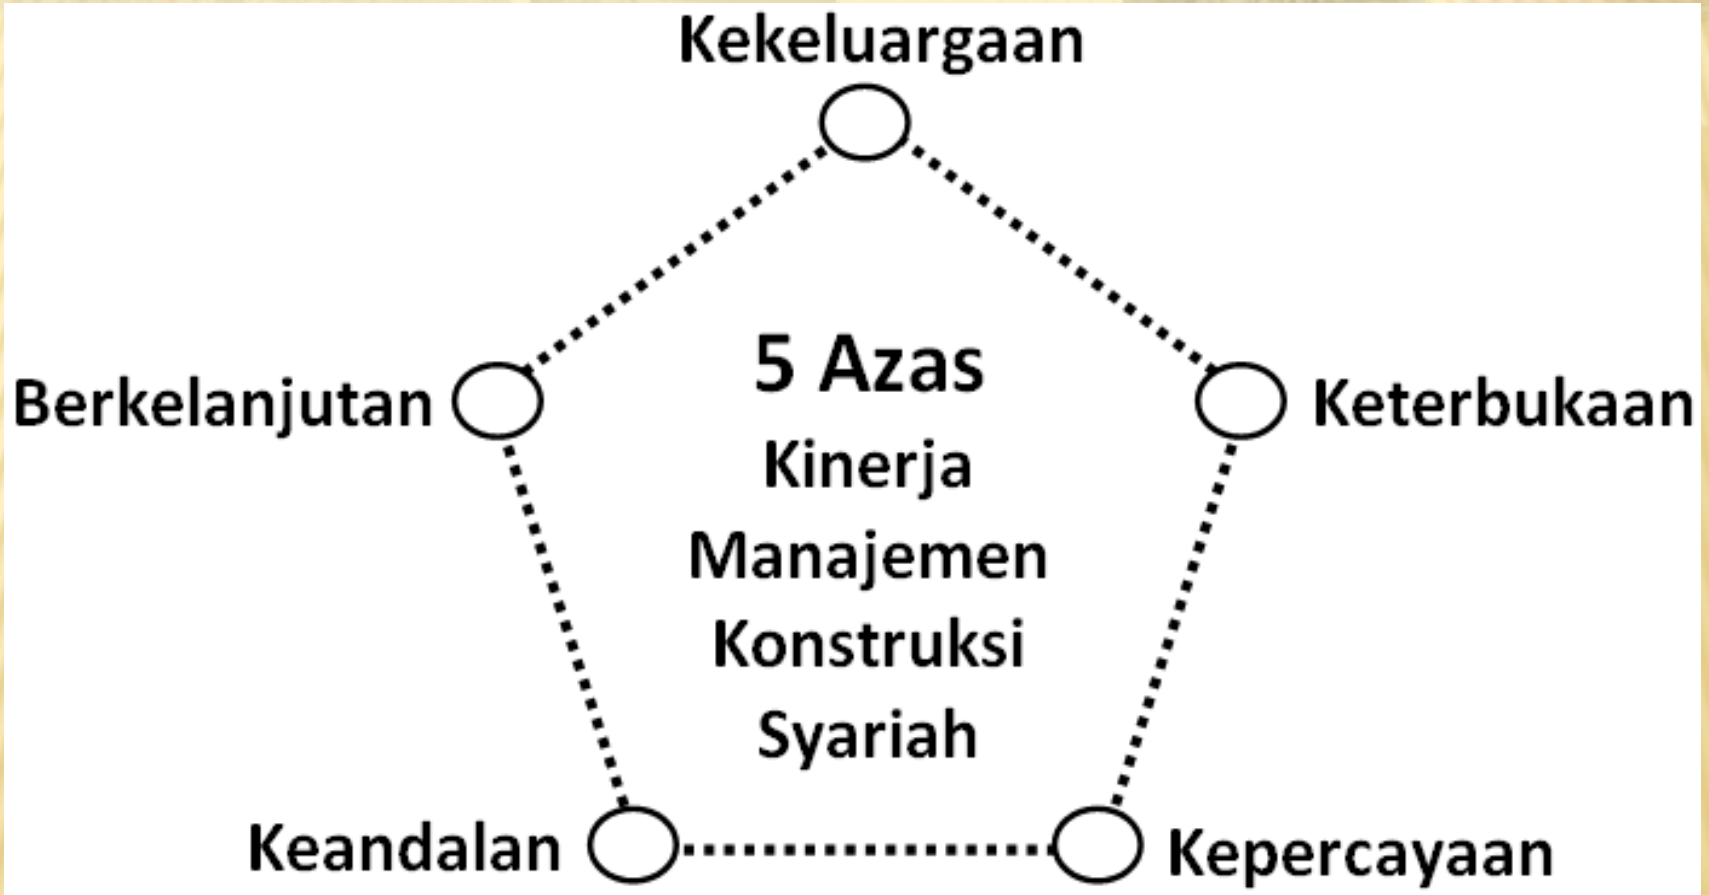 Kekeluargaan
5 Azas
Berkelanjutan
Keterbukaan
Kinerja
Manajemen
Konstruksi
Syariah
Keandalan
Kepercayaan